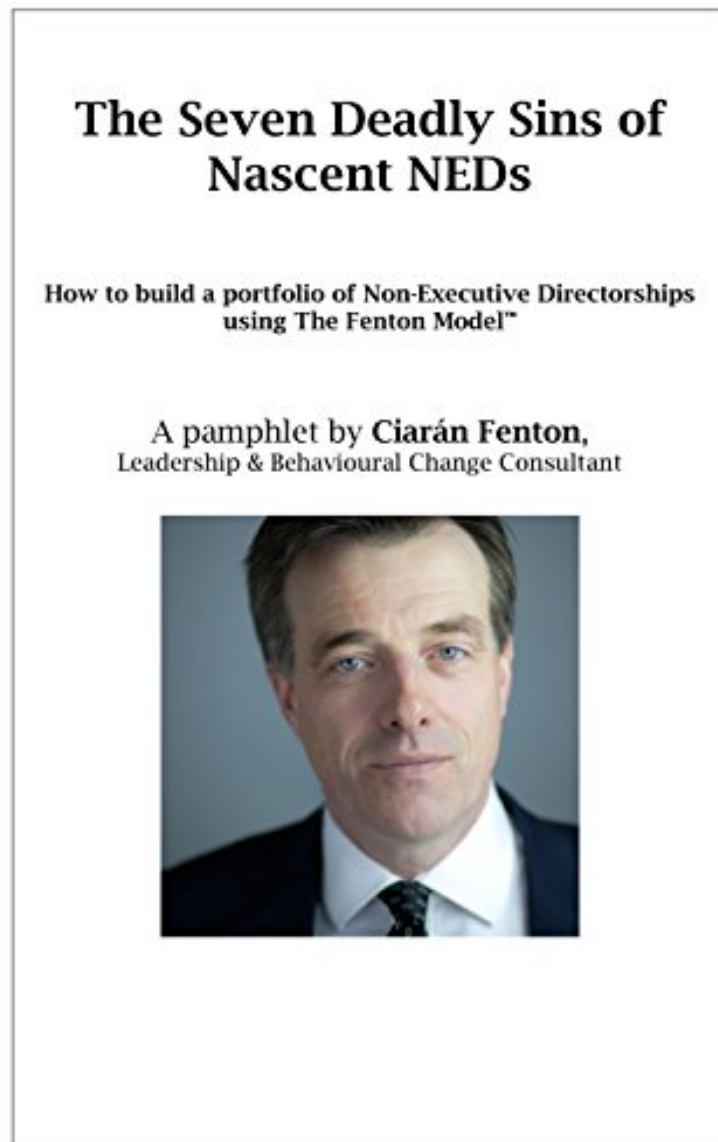 The Seven Deadly Sins of
Nascent NEDs
How to build a portfolio of Non-Executive Directorships
using The Fenton Model™
A pamphlet by Ciarán Fenton,
Leadership & Behavioural Change Consultant